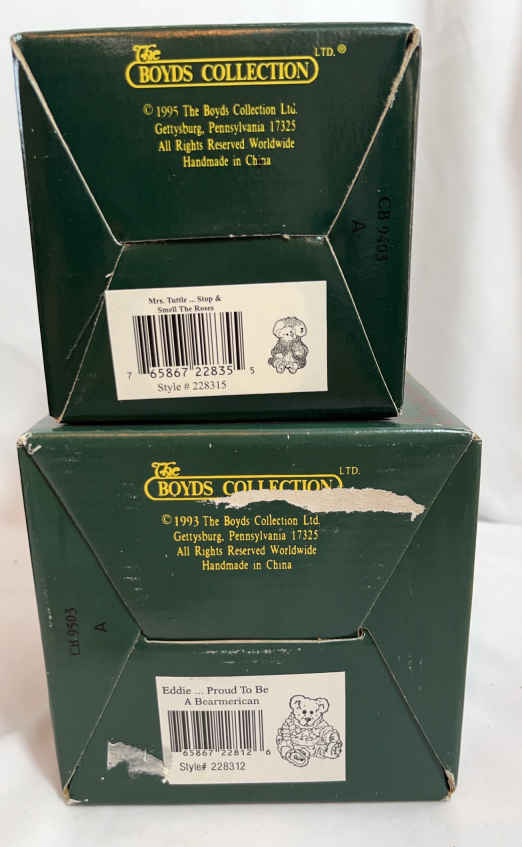 The LTD.®
BOYDS COLLECTION
© 1995 The Boyds Collection Ltd.
Gettysburg, Pennsylvania 17325
All Rights Reserved Worldwide
Handmade in China
CB 9403
A
Mrs. Tuttle ... Stop &
Smell The Roses
7 65867 22835 5
Style # 228315
The LTD.
BOYDS COLLECTION
© 1993 The Boyds Collection Ltd.
Gettysburg, Pennsylvania 17325
All Rights Reserved Worldwide
Handmade in China
CB 9503
A
Eddie ... Proud To Be
A Bearmerican
65867 22812 6
Style# 228312